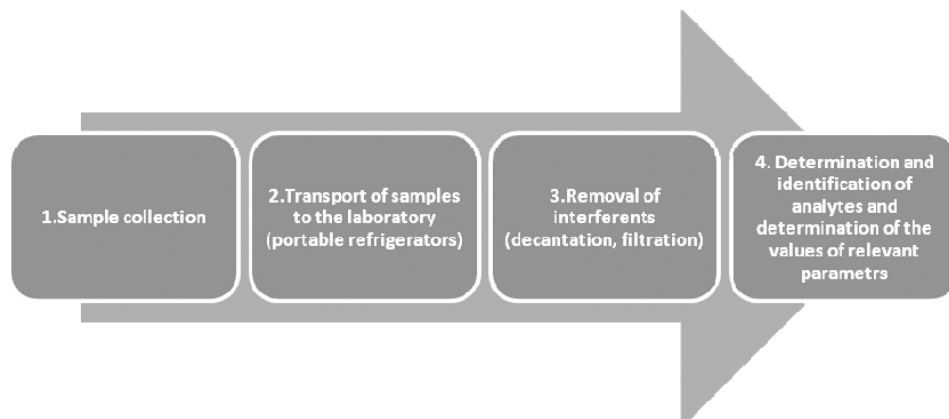 1.Sample collection
2.Transport of samples
to the laboratory
(portable refrigerators)
3.Removal of
interferents
(decantation, filtration)
4. Determination and
identification of
analytes and
determination of the
values of relevant
parametrs